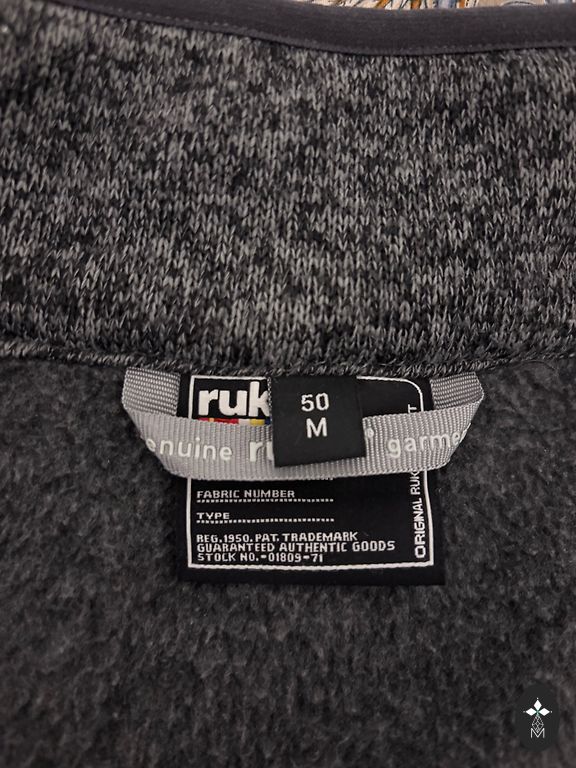 ruk
50
M
enuine
garme
FABRIC NUMBER
TYPE
REG.1950.PAT. TRADEMARK
GUARANTEED AUTHENTIC GOODS
STOCK NO.-01809-71
ORIGINAL RUK
M